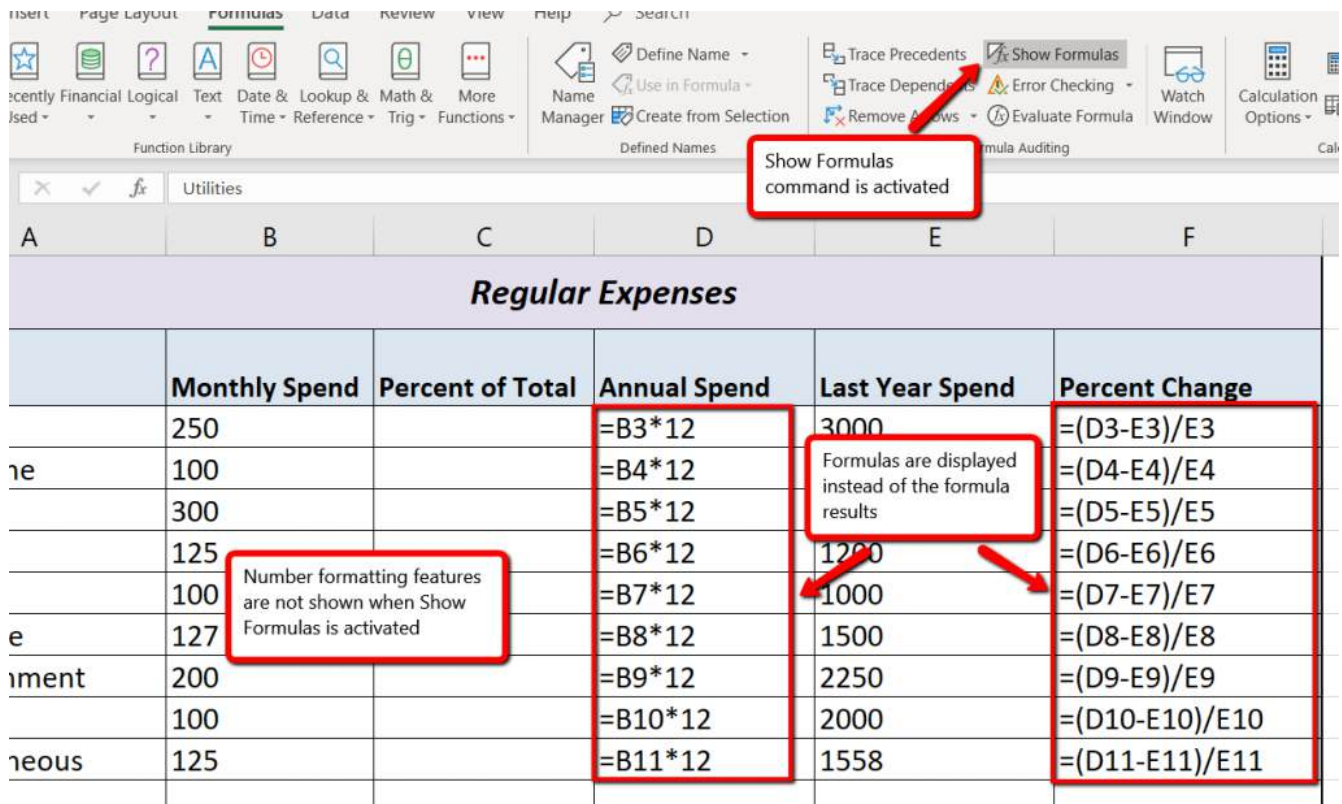 Page Layout Formulas Data Review View Help Search
Define Name Trace Precedents Show Formulas
Use in Formula Trace Dependents Error Checking
Financial Logical Text Date & Lookup & Math & More Name Watch Calculation
Time Reference Trig Functions Manager Create from Selection Remove Arrows Evaluate Formula Window Options
Function Library Defined Names
Show Formulas
command is activated
fx Utilities
A B C D E F
Regular Expenses
Monthly Spend Percent of Total Annual Spend Last Year Spend Percent Change
250 =B3*12 3000 =(D3-E3)/E3
100 =B4*12 =(D4-E4)/E4
300 =B5*12 =(D5-E5)/E5
Formulas are displayed
instead of the formula
results
125 =B6*12 1200 =(D6-E6)/E6
100 =B7*12 1000 =(D7-E7)/E7
127 =B8*12 1500 =(D8-E8)/E8
Number formatting features
are not shown when Show
Formulas is activated
200 =B9*12 2250 =(D9-E9)/E9
100 =B10*12 2000 =(D10-E10)/E10
125 =B11*12 1558 =(D11-E11)/E11